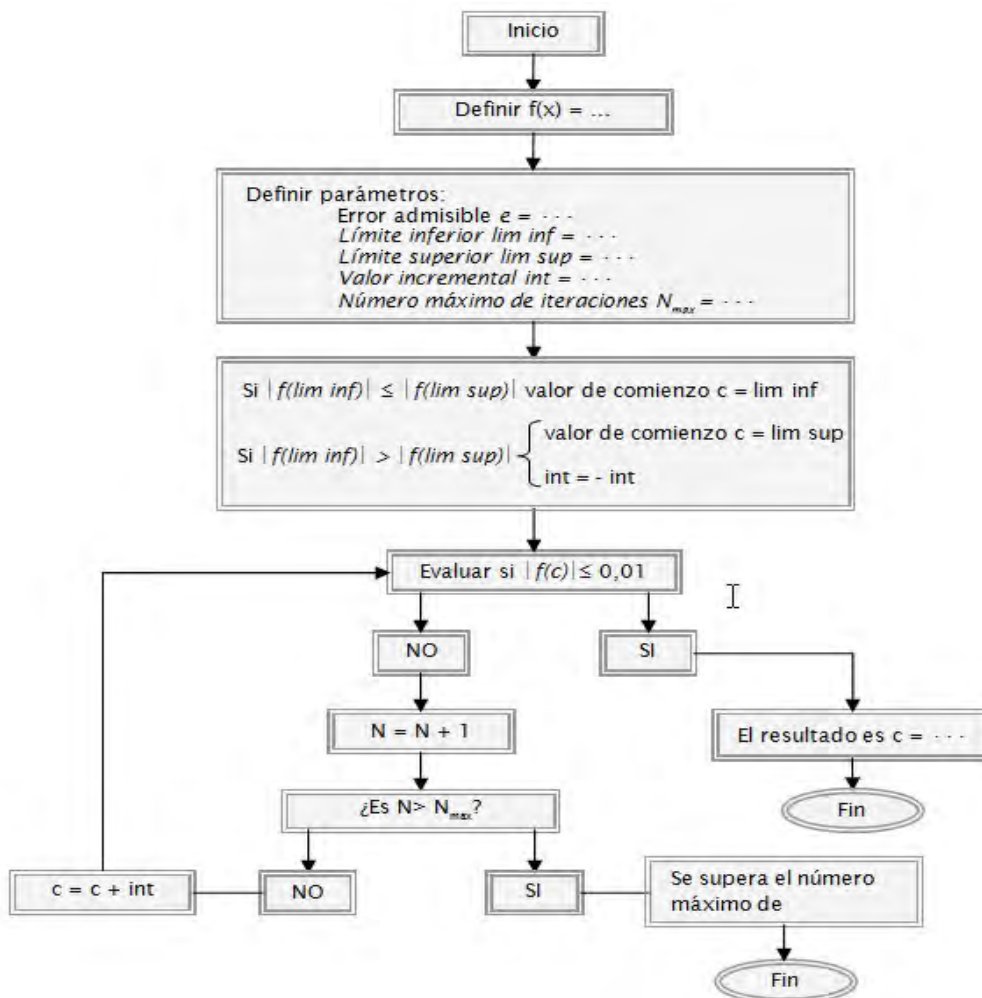 Inicio
Definir f(x) = ...
Definir parámetros:
Error admisible e = · · ·
Límite inferior lim inf = · · ·
Límite superior lim sup = · · ·
Valor incremental int = · · ·
Número máximo de iteraciones Nmax = · · ·
Si |f(lim inf)| ≤ |f(lim sup)| valor de comienzo c = lim inf
valor de comienzo c = lim sup
Si |f(lim inf)| > |f(lim sup)|
int = - int
Evaluar si |f(c)| ≤ 0,01
NO
SI
N = N + 1
El resultado es c = · · ·
¿Es N> Nmax?
Fin
c = c + int
NO
SI
Se supera el número
máximo de
Fin